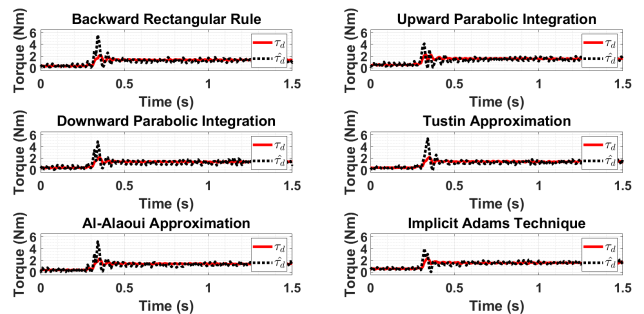 Backward Rectangular Rule
Torque (Nm)
6
4
2
0
τd
τ̂d
0 0.5 1 1.5
Time (s)
Upward Parabolic Integration
Torque (Nm)
6
4
2
0
τd
τ̂d
0 0.5 1 1.5
Time (s)
Downward Parabolic Integration
Torque (Nm)
6
4
2
0
τd
τ̂d
0 0.5 1 1.5
Time (s)
Tustin Approximation
Torque (Nm)
6
4
2
0
τd
τ̂d
0 0.5 1 1.5
Time (s)
Al-Alaoui Approximation
Torque (Nm)
6
4
2
0
τd
τ̂d
0 0.5 1 1.5
Time (s)
Implicit Adams Technique
Torque (Nm)
6
4
2
0
τd
τ̂d
0 0.5 1 1.5
Time (s)